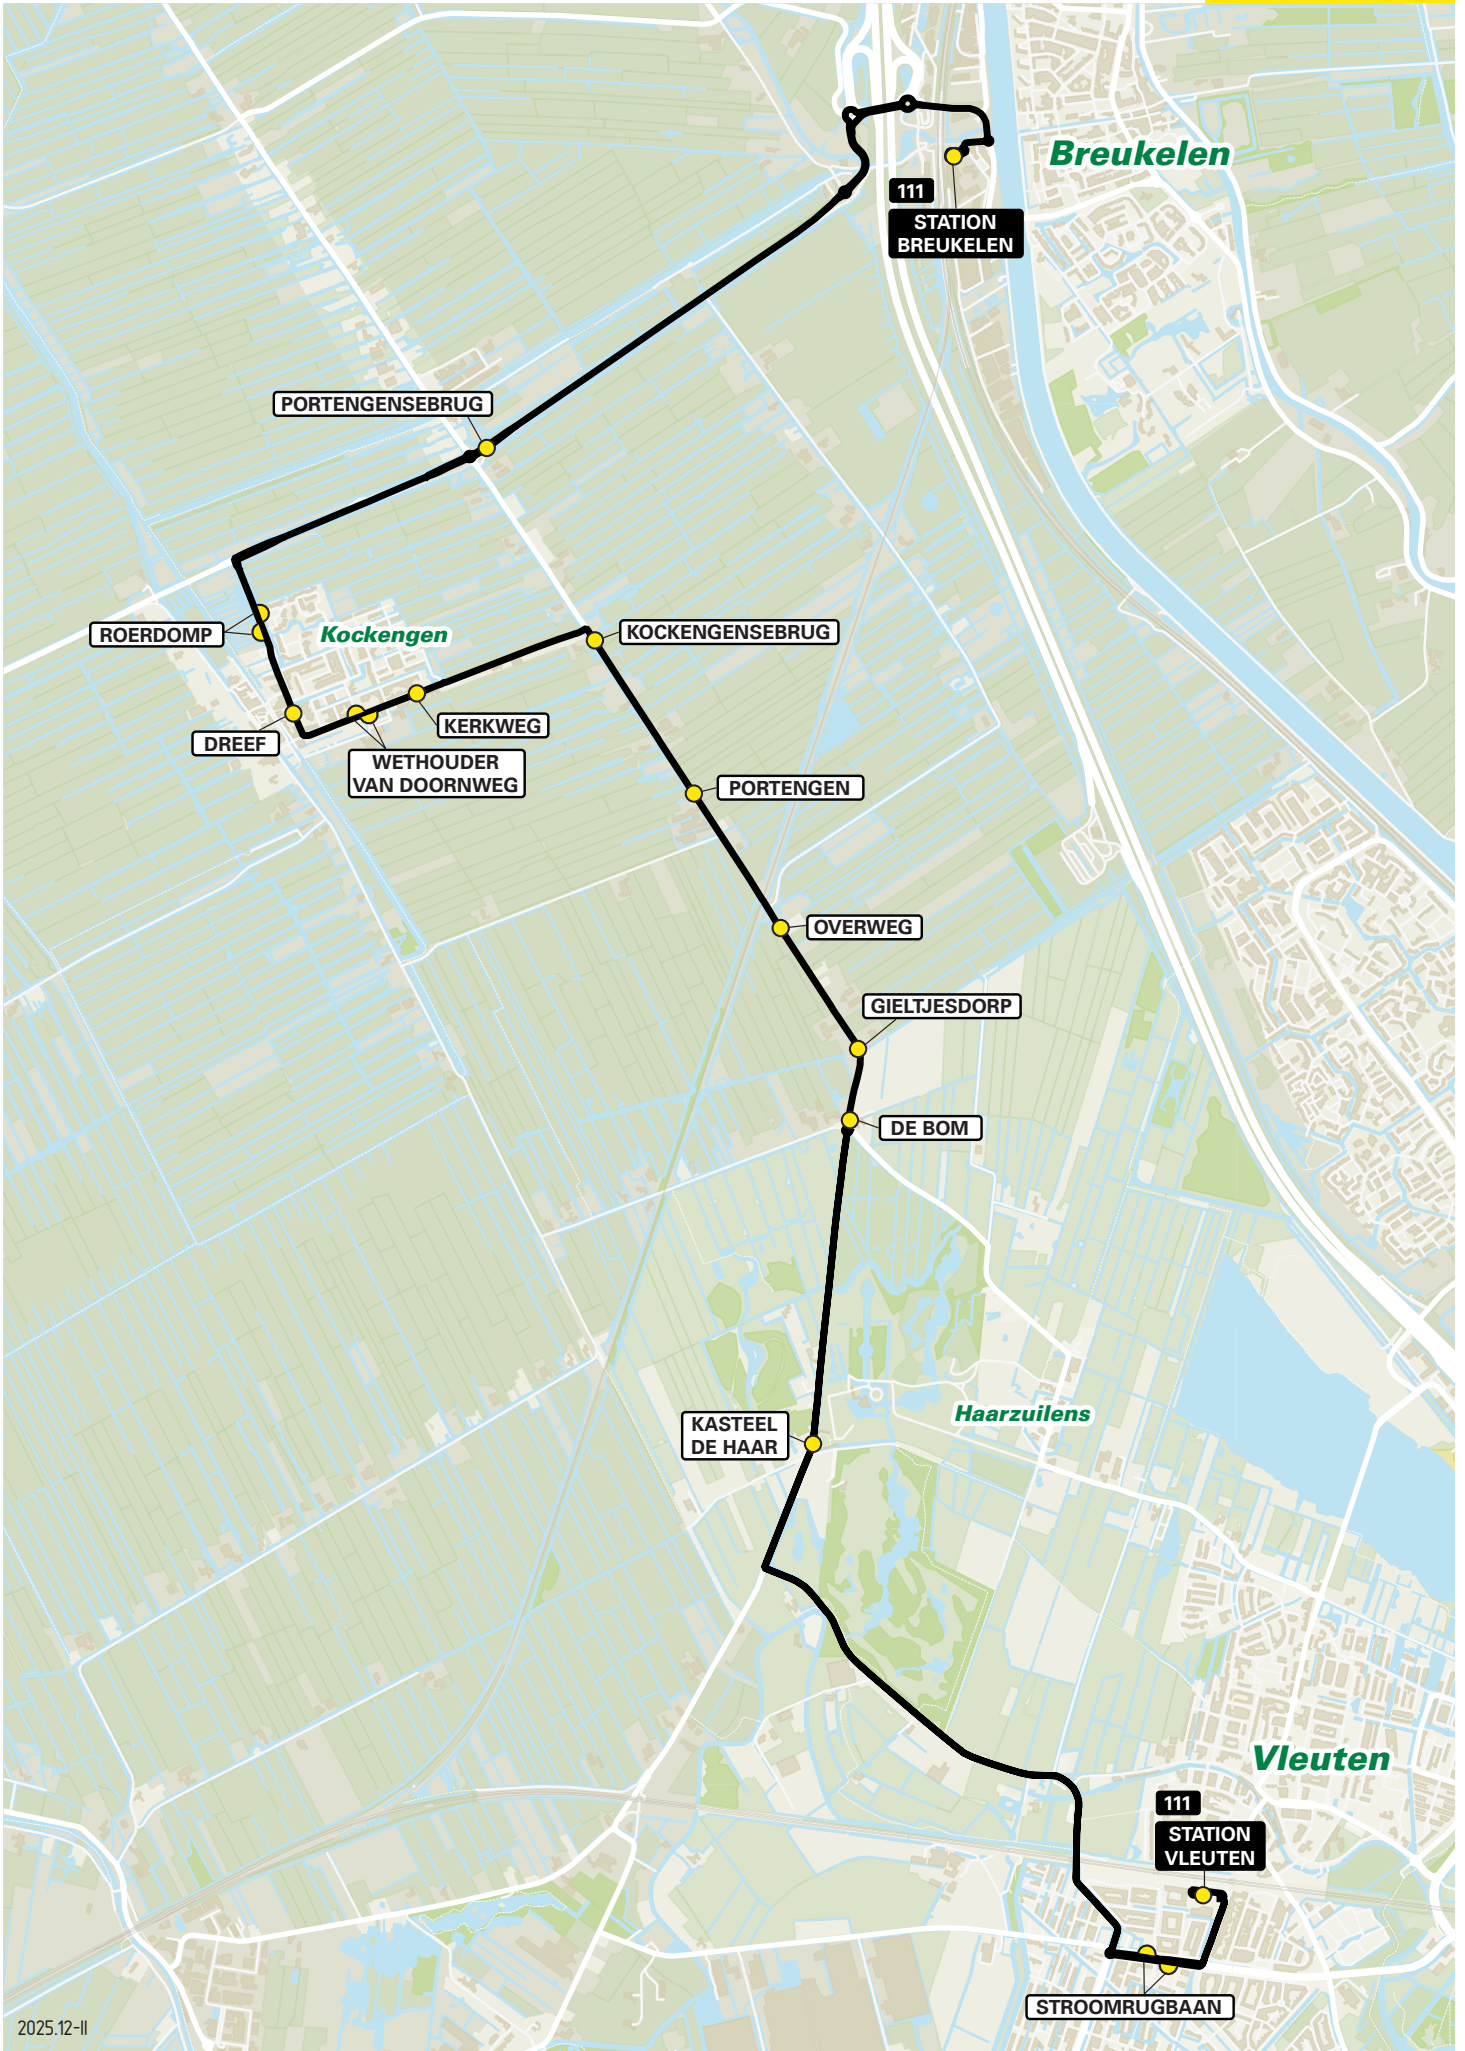 Breukelen
111
STATION
BREUKELEN
PORTENGENSEBRUG
ROERDOMP
Kockengen
KOCKENGENSEBRUG
KERKWEG
DREEF
WETHOUDER
VAN DOORNWEG
PORTENGEN
OVERWEG
GIELTJESDORP
DE BOM
Haarzuilens
KASTEEL
DE HAAR
Vleuten
111
STATION
VLEUTEN
STROOMRUGBAAN
2025.12-II